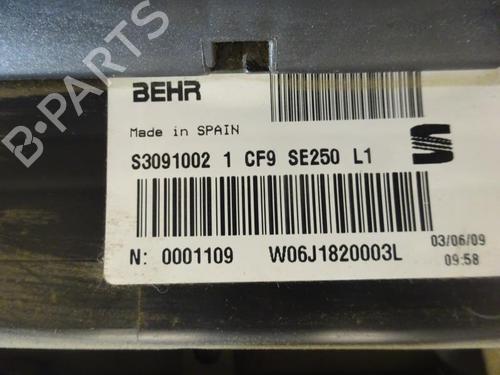 B-PARTS
BEHR
Made in SPAIN
S3091002 1 CF9 SE250 L1
N: 0001109 W06J1820003L
03/06/09
09:58